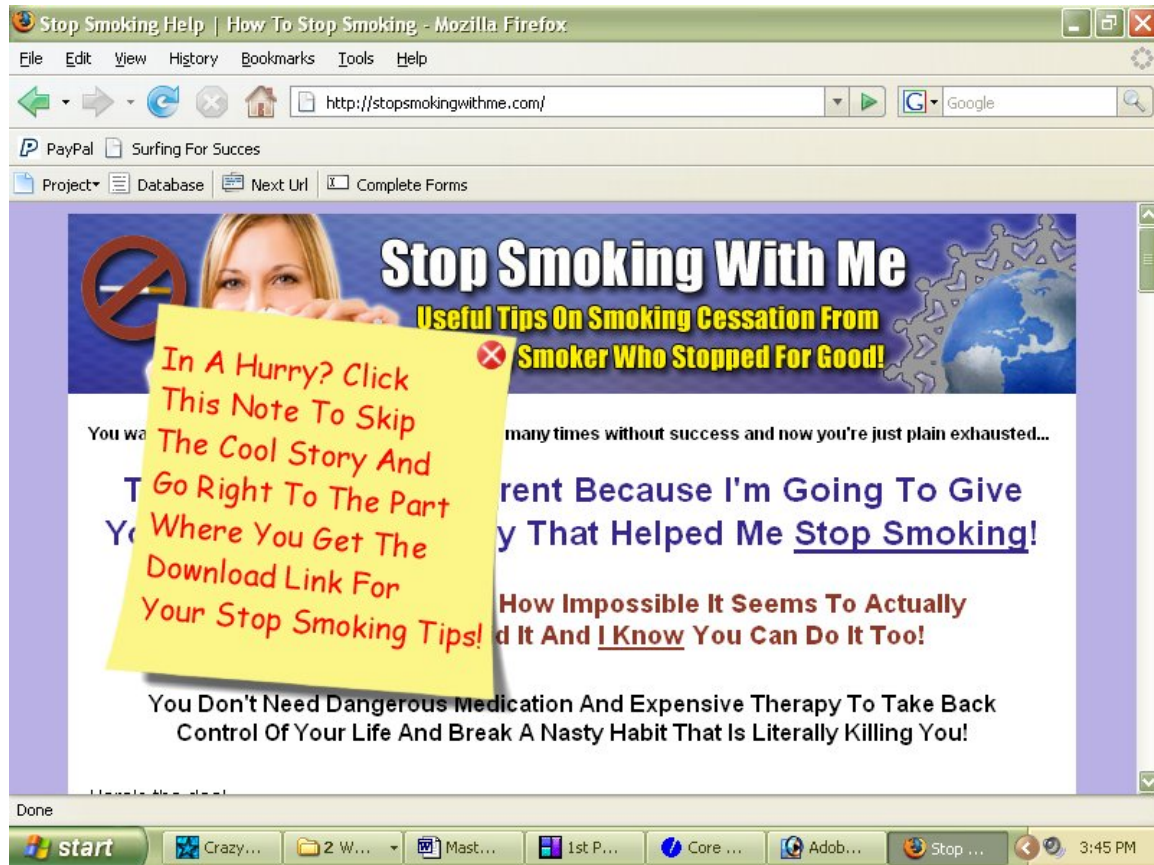 Stop Smoking Help | How To Stop Smoking - Mozilla Firefox
File Edit View History Bookmarks Tools Help
http://stopsmokingwithme.com/ G Google
PayPal Surfing For Succes
Project Database Next Url Complete Forms
Stop Smoking With Me
Useful Tips On Smoking Cessation From
Smoker Who Stopped For Good!
In A Hurry? Click
This Note To Skip
The Cool Story And
Go Right To The Part
Where You Get The
Download Link For
Your Stop Smoking Tips!
You many times without success and now you're just plain exhausted...
Because I'm Going To Give
That Helped Me Stop Smoking!
How Impossible It Seems To Actually
It And I Know You Can Do It Too!
You Don't Need Dangerous Medication And Expensive Therapy To Take Back
Control Of Your Life And Break A Nasty Habit That Is Literally Killing You!
Done
start Crazy... 2 W... Mast... 1st P... Core ... Adob... Stop ... 3:45 PM